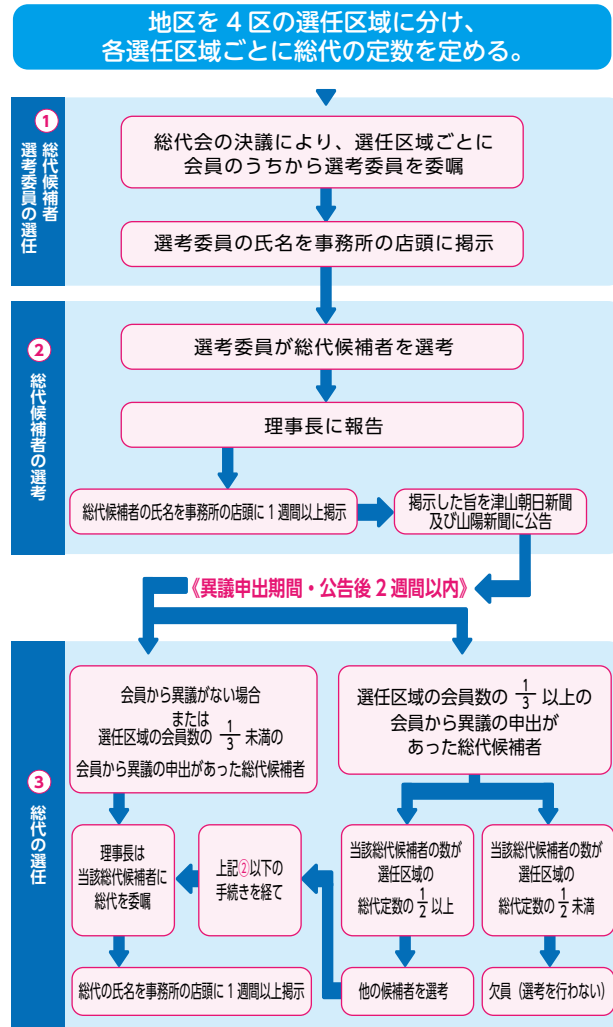 地区を4区の選任区域に分け、
各選任区域ごとに総代の定数を定める。
① 総代候補者
選考委員の選任
総代会の決議により、選任区域ごとに
会員のうちから選考委員を委嘱
選考委員の氏名を事務所の店頭に掲示
② 総代候補者の選考
選考委員が総代候補者を選考
理事長に報告
総代候補者の氏名を事務所の店頭に1週間以上掲示
掲示した旨を津山朝日新聞
及び山陽新聞に公告
《異議申出期間・公告後2週間以内》
③ 総代の選任
会員から異議がない場合
または
選任区域の会員数の 1/3 未満の
会員から異議の申出があった総代候補者
選任区域の会員数の 1/3 以上の
会員から異議の申出が
あった総代候補者
理事長は
当該総代候補者に
総代を委嘱
上記②以下の
手続きを経て
当該総代候補者の数が
選任区域の
総代定数の 1/2 以上
当該総代候補者の数が
選任区域の
総代定数の 1/2 未満
総代の氏名を事務所の店頭に1週間以上掲示
他の候補者を選考
欠員（選考を行わない）